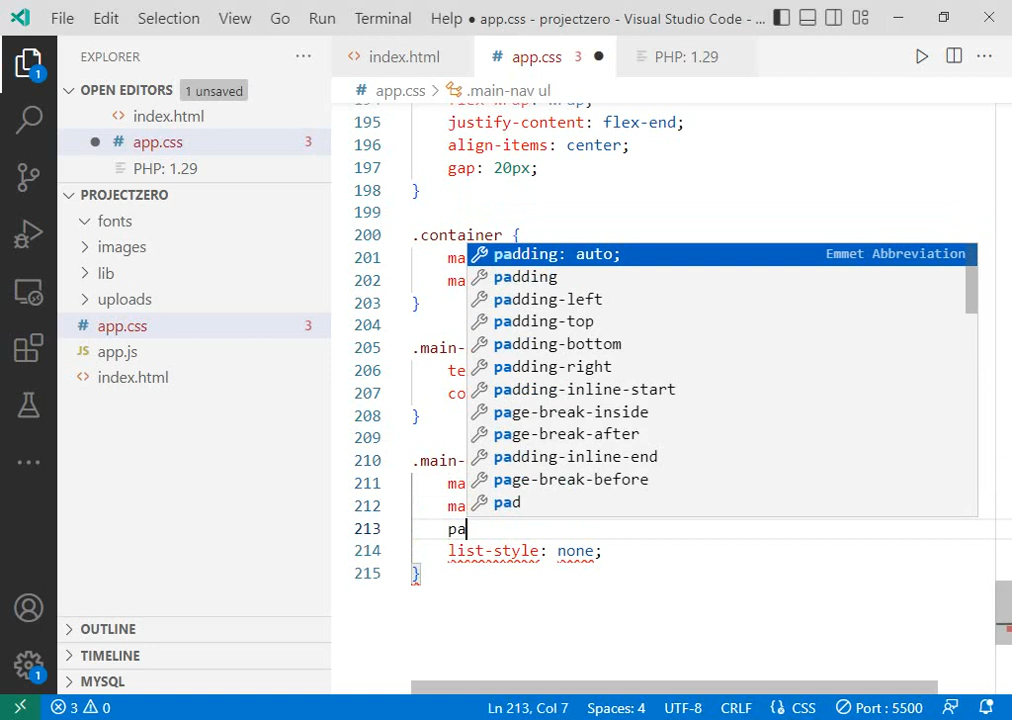 File Edit Selection View Go Run Terminal Help ● app.css - projectzero - Visual Studio Code - ...
EXPLORER ...
<> index.html # app.css 3 ● PHP: 1.29 ...
OPEN EDITORS 1 unsaved
# app.css > .main-nav ul
<> index.html
● # app.css 3
PHP: 1.29
PROJECTZERO
fonts
images
lib
uploads
# app.css 3
JS app.js
<> index.html
195 justify-content: flex-end;
196 align-items: center;
197 gap: 20px;
198 }
199
200 .container {
201 ma
202 ma
203 }
204
205 .main-
206 te
207 co
208 }
209
210 .main-
211 ma
212 ma
213 pa
214 list-style: none;
215 }
padding: auto; Emmet Abbreviation
padding
padding-left
padding-top
padding-bottom
padding-right
padding-inline-start
page-break-inside
page-break-after
padding-inline-end
page-break-before
pad
OUTLINE
TIMELINE
MYSQL
1
1
3 0 Ln 213, Col 7 Spaces: 4 UTF-8 CRLF {} CSS Port : 5500